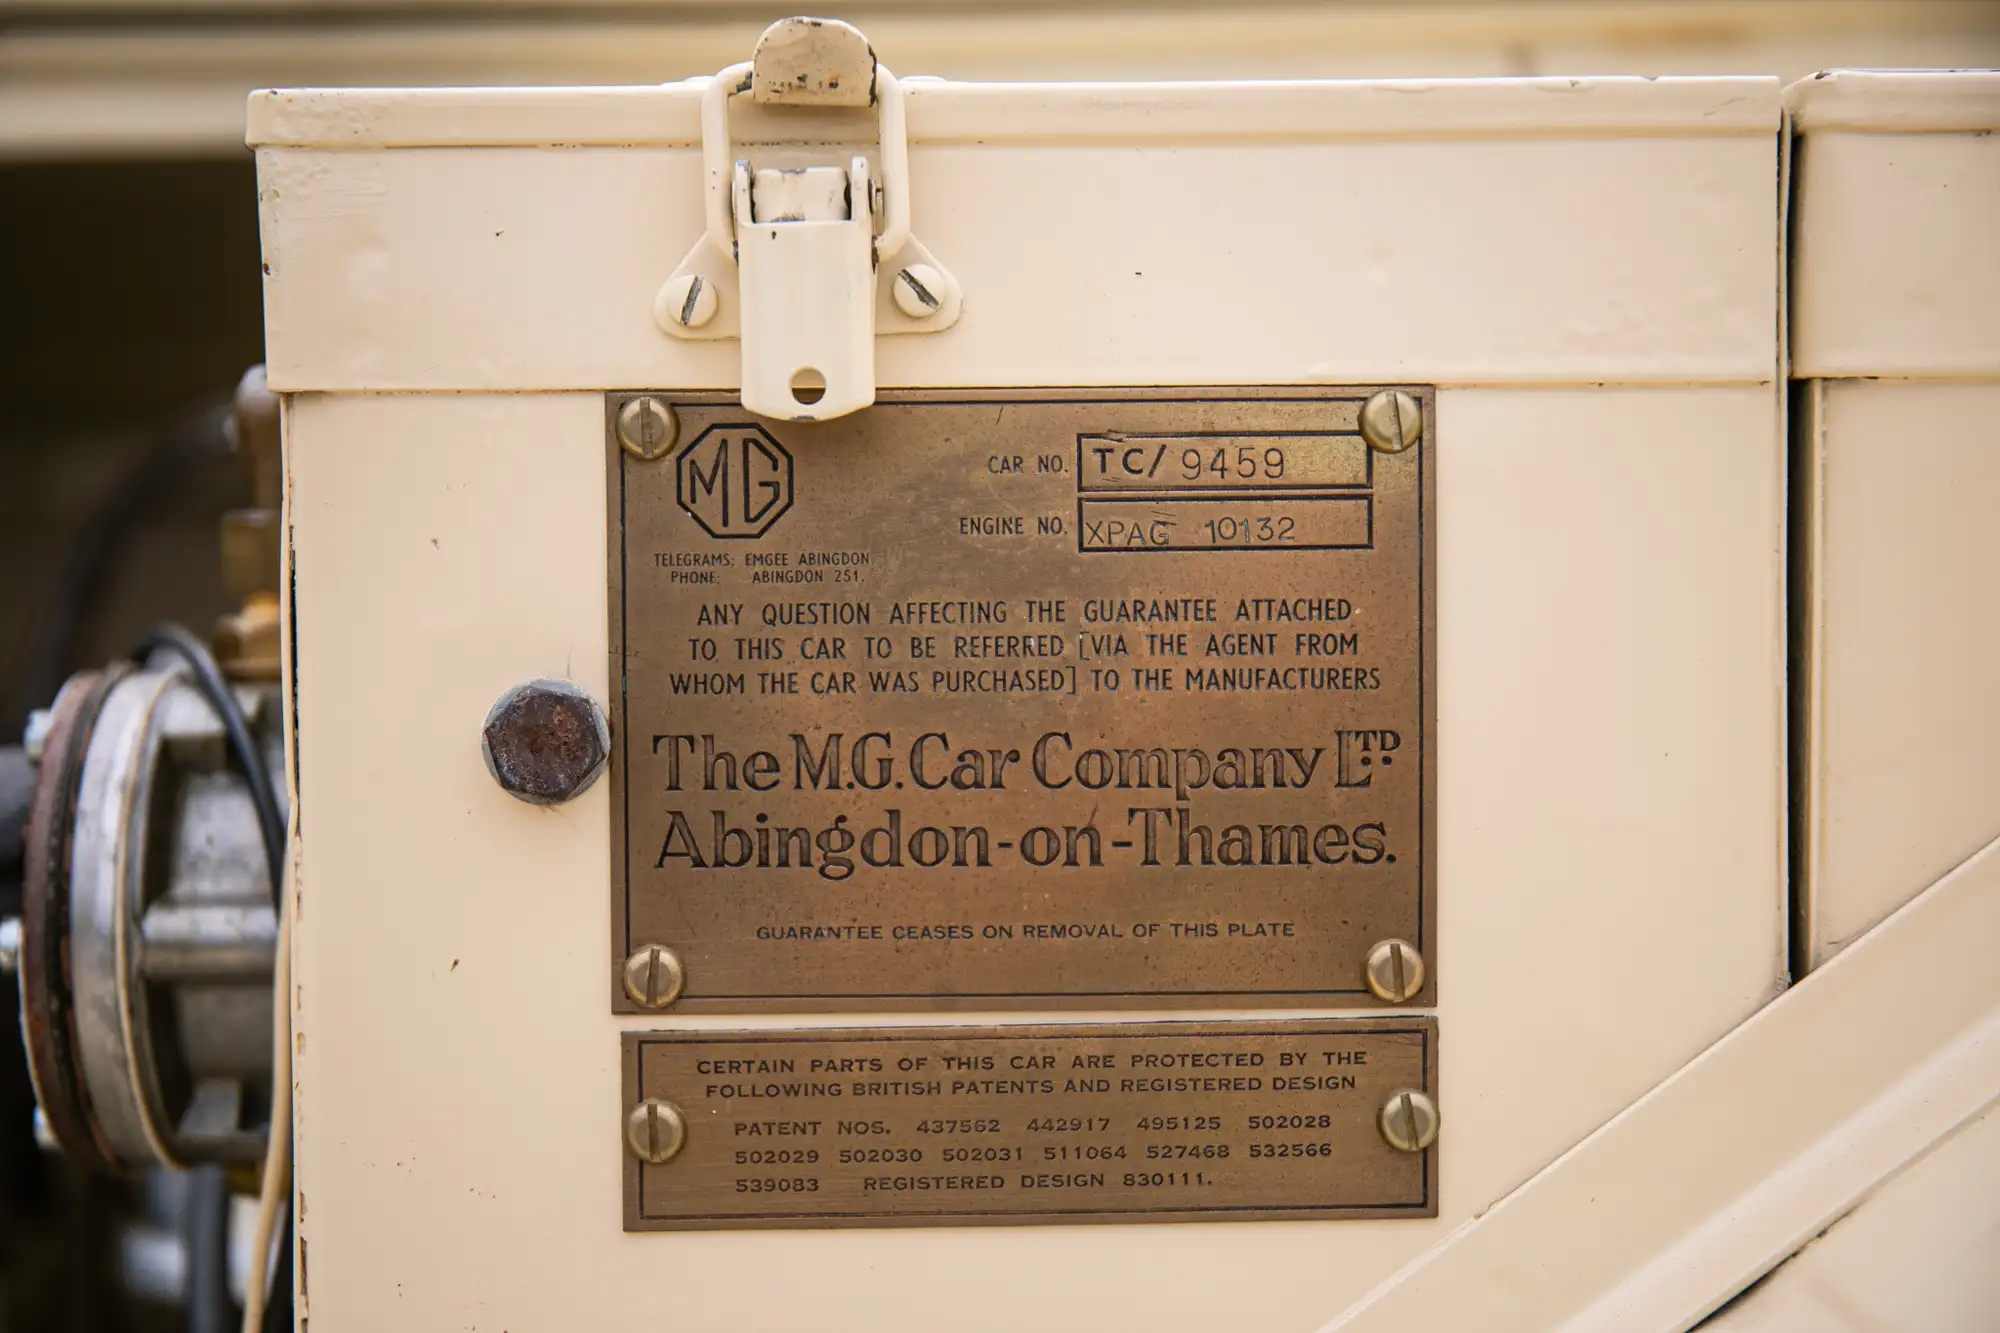 MG
CAR NO. TC/ 9459
ENGINE NO. XPAG 10132
TELEGRAMS: EMGEE ABINGDON.
PHONE: ABINGDON 251.
ANY QUESTION AFFECTING THE GUARANTEE ATTACHED
TO THIS CAR TO BE REFERRED [VIA THE AGENT FROM
WHOM THE CAR WAS PURCHASED] TO THE MANUFACTURERS
The M.G. Car Company LTD
Abingdon-on-Thames.
GUARANTEE CEASES ON REMOVAL OF THIS PLATE
CERTAIN PARTS OF THIS CAR ARE PROTECTED BY THE
FOLLOWING BRITISH PATENTS AND REGISTERED DESIGN
PATENT NOS. 437562 442917 495125 502028
502029 502030 502031 511064 527468 532566
539083 REGISTERED DESIGN 830111.